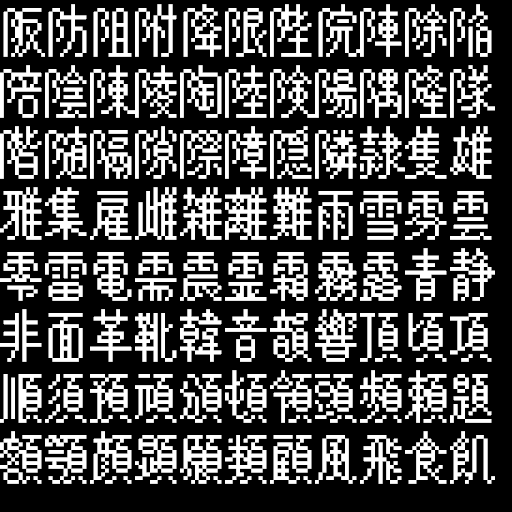 阪防阻附降限陛院陣除陥
陪陰陳陵陶陸険陽隅隆隊
階随隔隙際障隠隣隷隻雄
雅集雇雌雑離難雨雪雰雲
零雷電需震霊霜霧露青静
非面革靴韓音韻響頂頃項
順須預頑頒頓領頭頻頼題
額顎顔顕願類顧風飛食飢